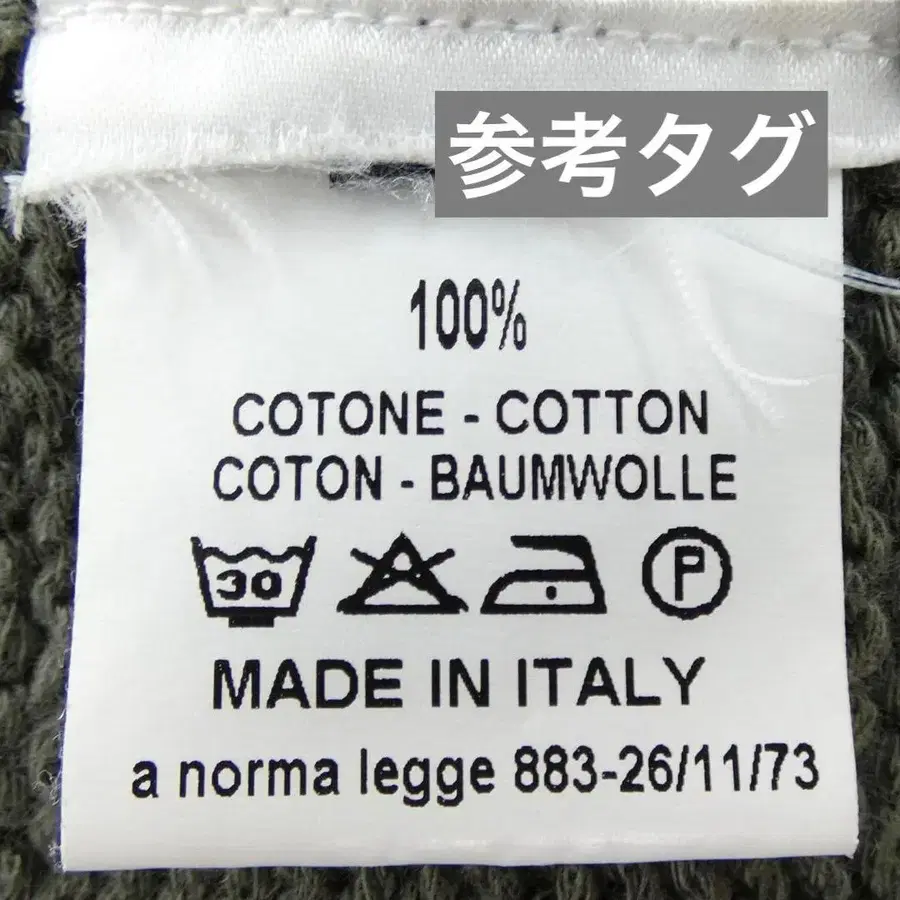 参考タグ
100%
COTONE - COTTON
COTON - BAUMWOLLE
30 P
MADE IN ITALY
a norma legge 883-26/11/73